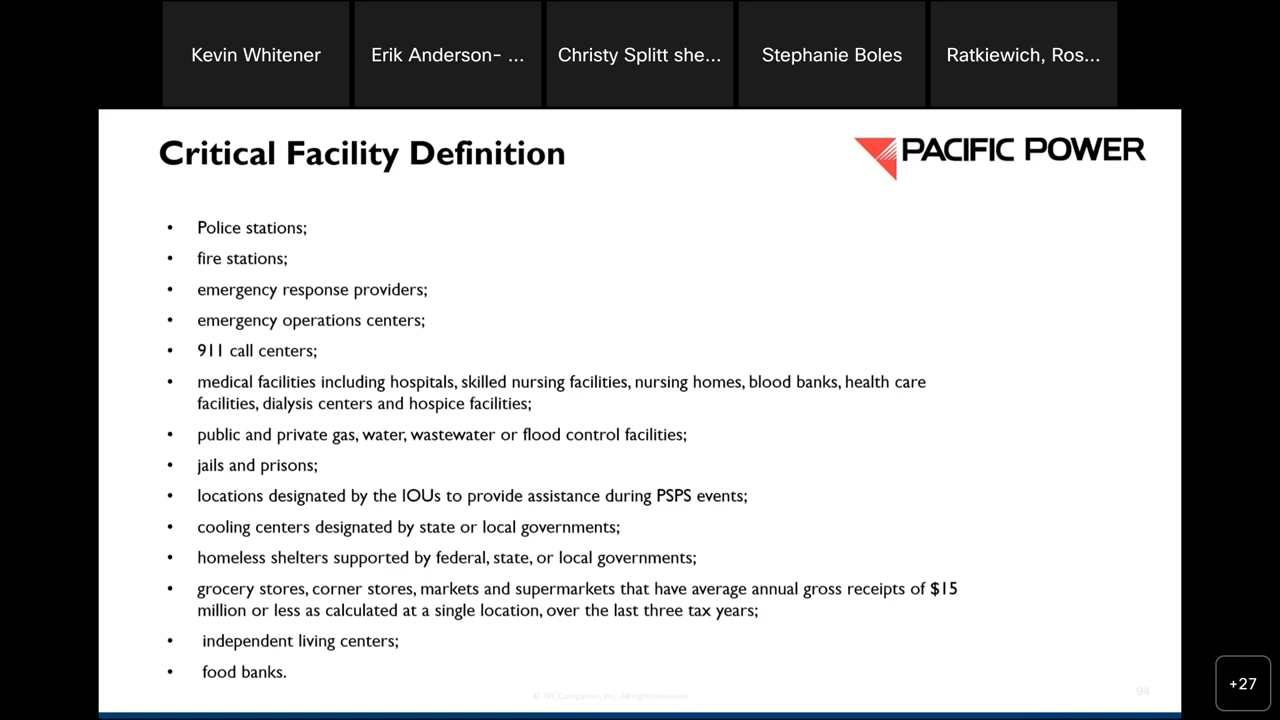 Kevin Whitener
Erik Anderson- ...
Christy Splitt she...
Stephanie Boles
Ratkiewich, Ros...
Critical Facility Definition
PACIFIC POWER
• Police stations;
• fire stations;
• emergency response providers;
• emergency operations centers;
• 911 call centers;
• medical facilities including hospitals, skilled nursing facilities, nursing homes, blood banks, health care
facilities, dialysis centers and hospice facilities;
• public and private gas, water, wastewater or flood control facilities;
• jails and prisons;
• locations designated by the IOUs to provide assistance during PSPS events;
• cooling centers designated by state or local governments;
• homeless shelters supported by federal, state, or local governments;
• grocery stores, corner stores, markets and supermarkets that have average annual gross receipts of $15
million or less as calculated at a single location, over the last three tax years;
• independent living centers;
• food banks.
All rights reserved
94
+27